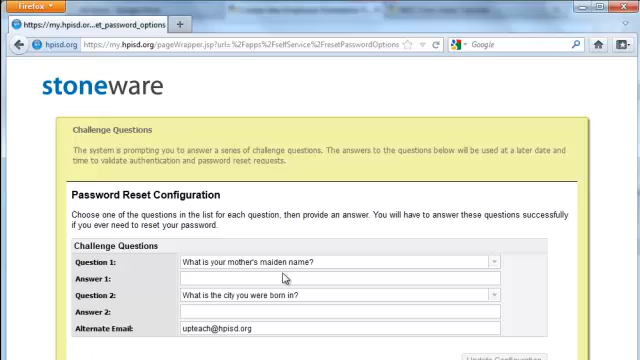 Firefox
https://my.hpisd.or...et_password_options
hpisd.org
https://my.hpisd.org/pageWrapper.jsp?url=%2Fapps%2FselfService%2FresetPasswordOptions
Google
stoneware
Challenge Questions
The system is prompting you to answer a series of challenge questions. The answers to the questions below will be used at a later date and
time to validate authentication and password reset requests.
Password Reset Configuration
Choose one of the questions in the list for each question, then provide an answer. You will have to answer these questions successfully
if you ever need to reset your password.
Challenge Questions
Question 1: What is your mother's maiden name?
Answer 1:
Question 2: What is the city you were born in?
Answer 2:
Alternate Email: upteach@hpisd.org
Update Configuration